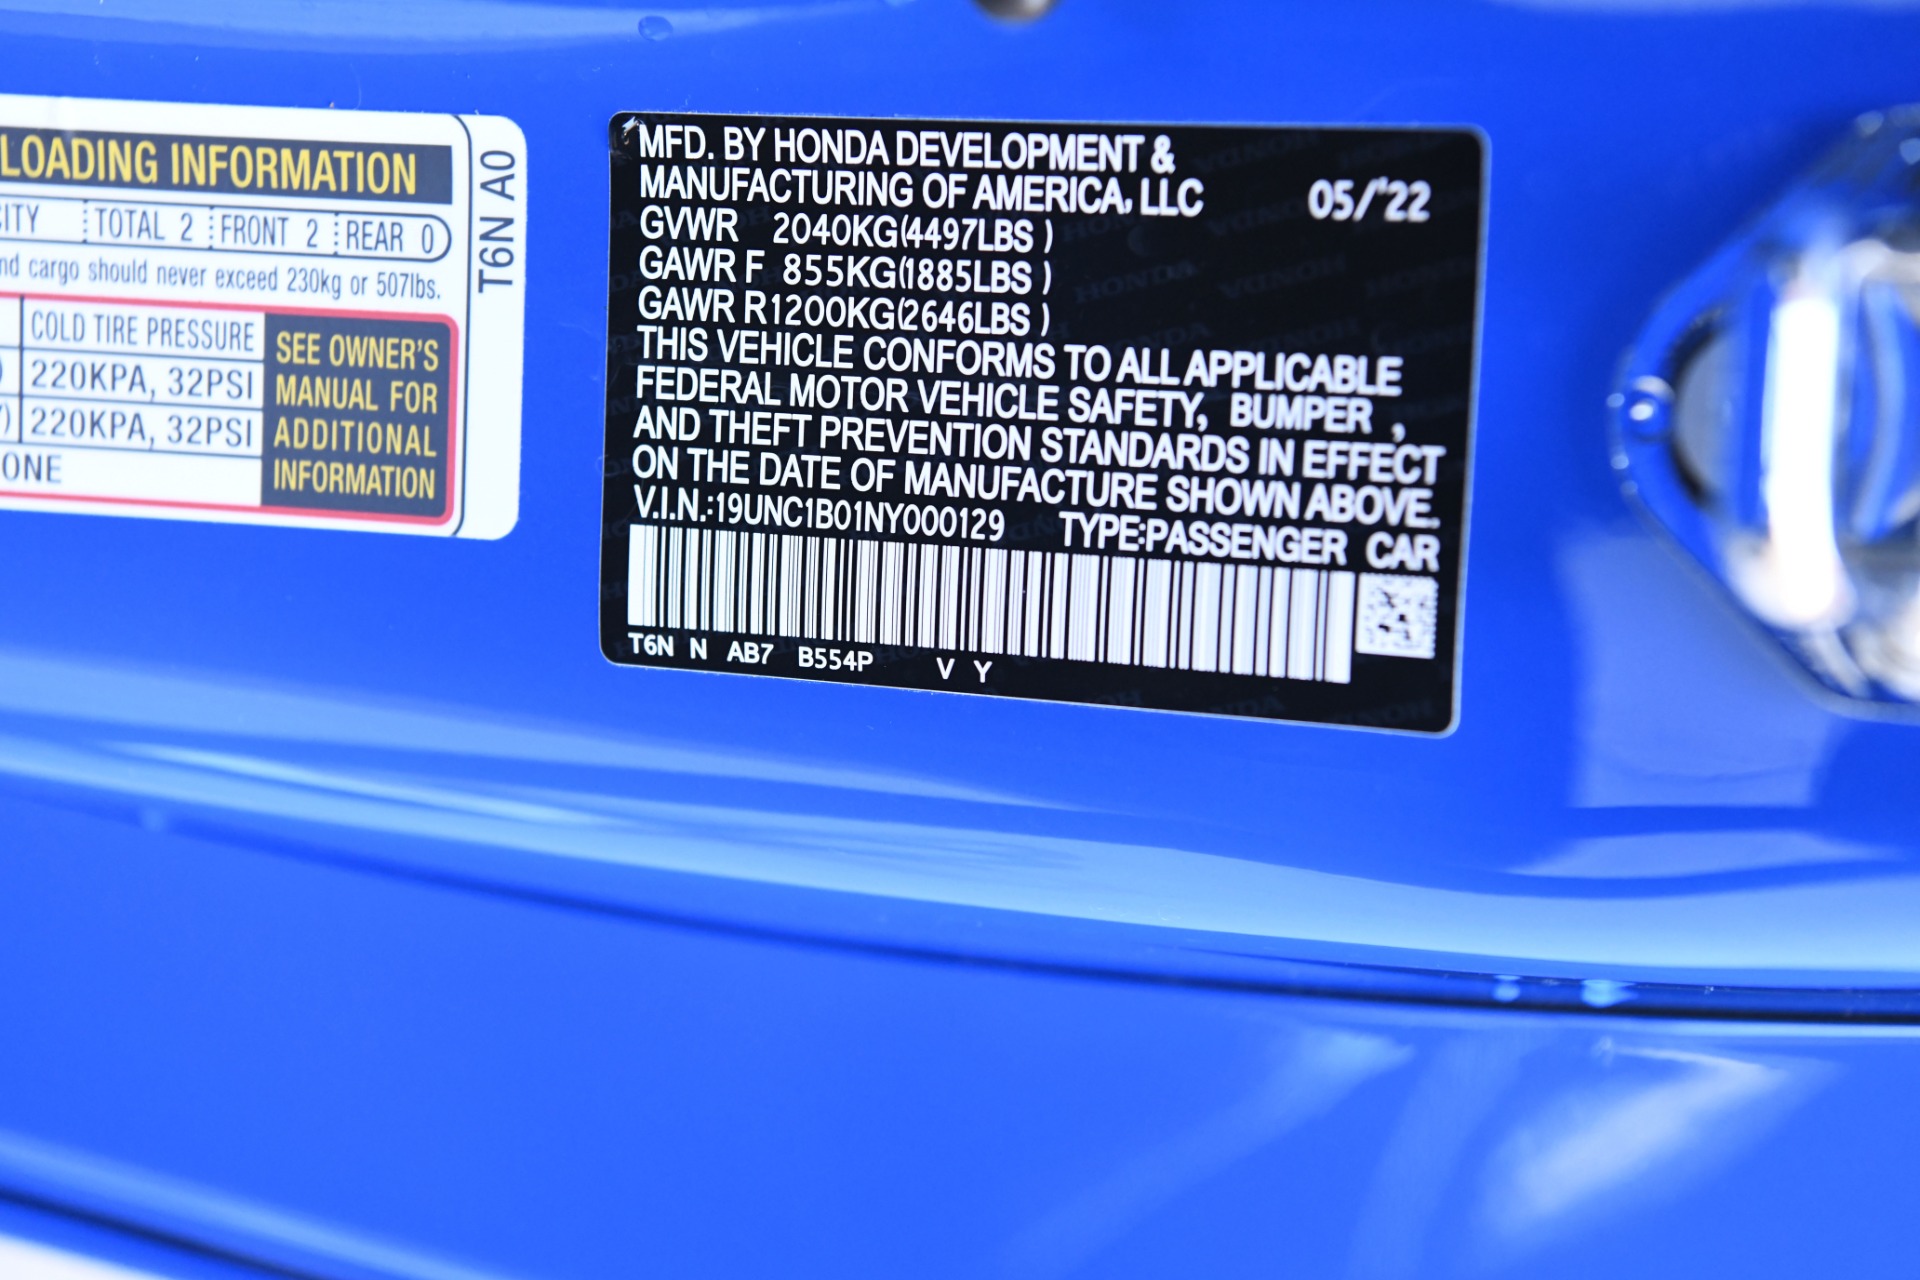 LOADING INFORMATION
TOTAL 2 FRONT 2 REAR 0
cargo should never exceed 230kg or 507lbs.
COLD TIRE PRESSURE
220KPA, 32PSI
220KPA, 32PSI
SEE OWNER'S
MANUAL FOR
ADDITIONAL
INFORMATION
T6N A0
MFD. BY HONDA DEVELOPMENT &
MANUFACTURING OF AMERICA, LLC 05/'22
GVWR 2040KG(4497LBS )
GAWR F 855KG(1885LBS )
GAWR R1200KG(2646LBS )
THIS VEHICLE CONFORMS TO ALL APPLICABLE
FEDERAL MOTOR VEHICLE SAFETY, BUMPER ,
AND THEFT PREVENTION STANDARDS IN EFFECT
ON THE DATE OF MANUFACTURE SHOWN ABOVE.
V.I.N.:19UNC1B01NY000129 TYPE:PASSENGER CAR
T6N N AB7 B554P V Y